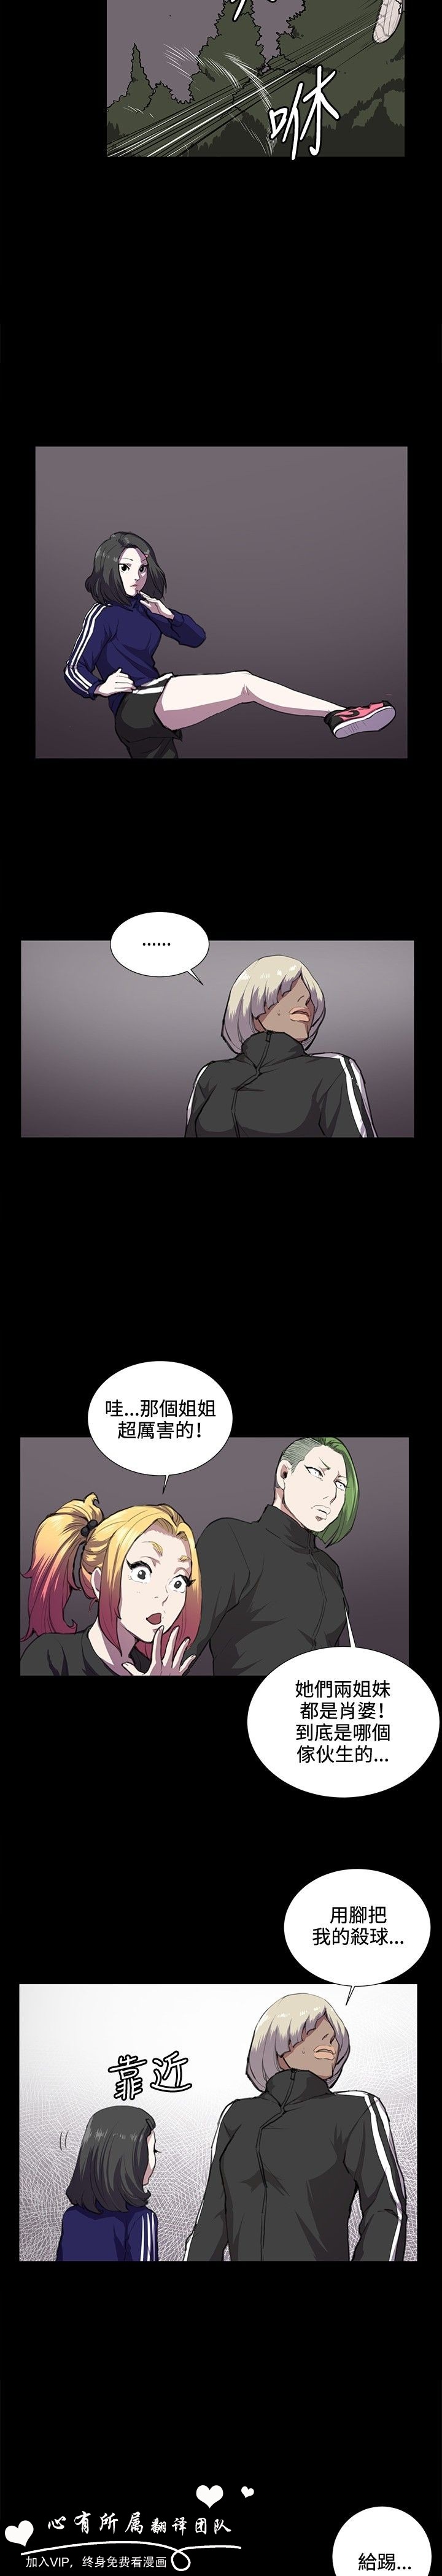 咻
......
哇...那個姐姐
超厲害的!
她們兩姐妹
都是肖婆!
到底是哪個
傢伙生的...
用腳把
我的殺球...
靠近
心有所属翻译团队
加入VIP，终身免费看漫画
給踢...